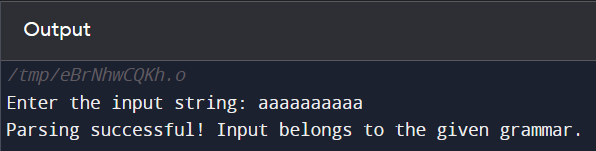 Output
/tmp/eBrNhwCQKh.o
Enter the input string: aaaaaaaaaa
Parsing successful! Input belongs to the given grammar.